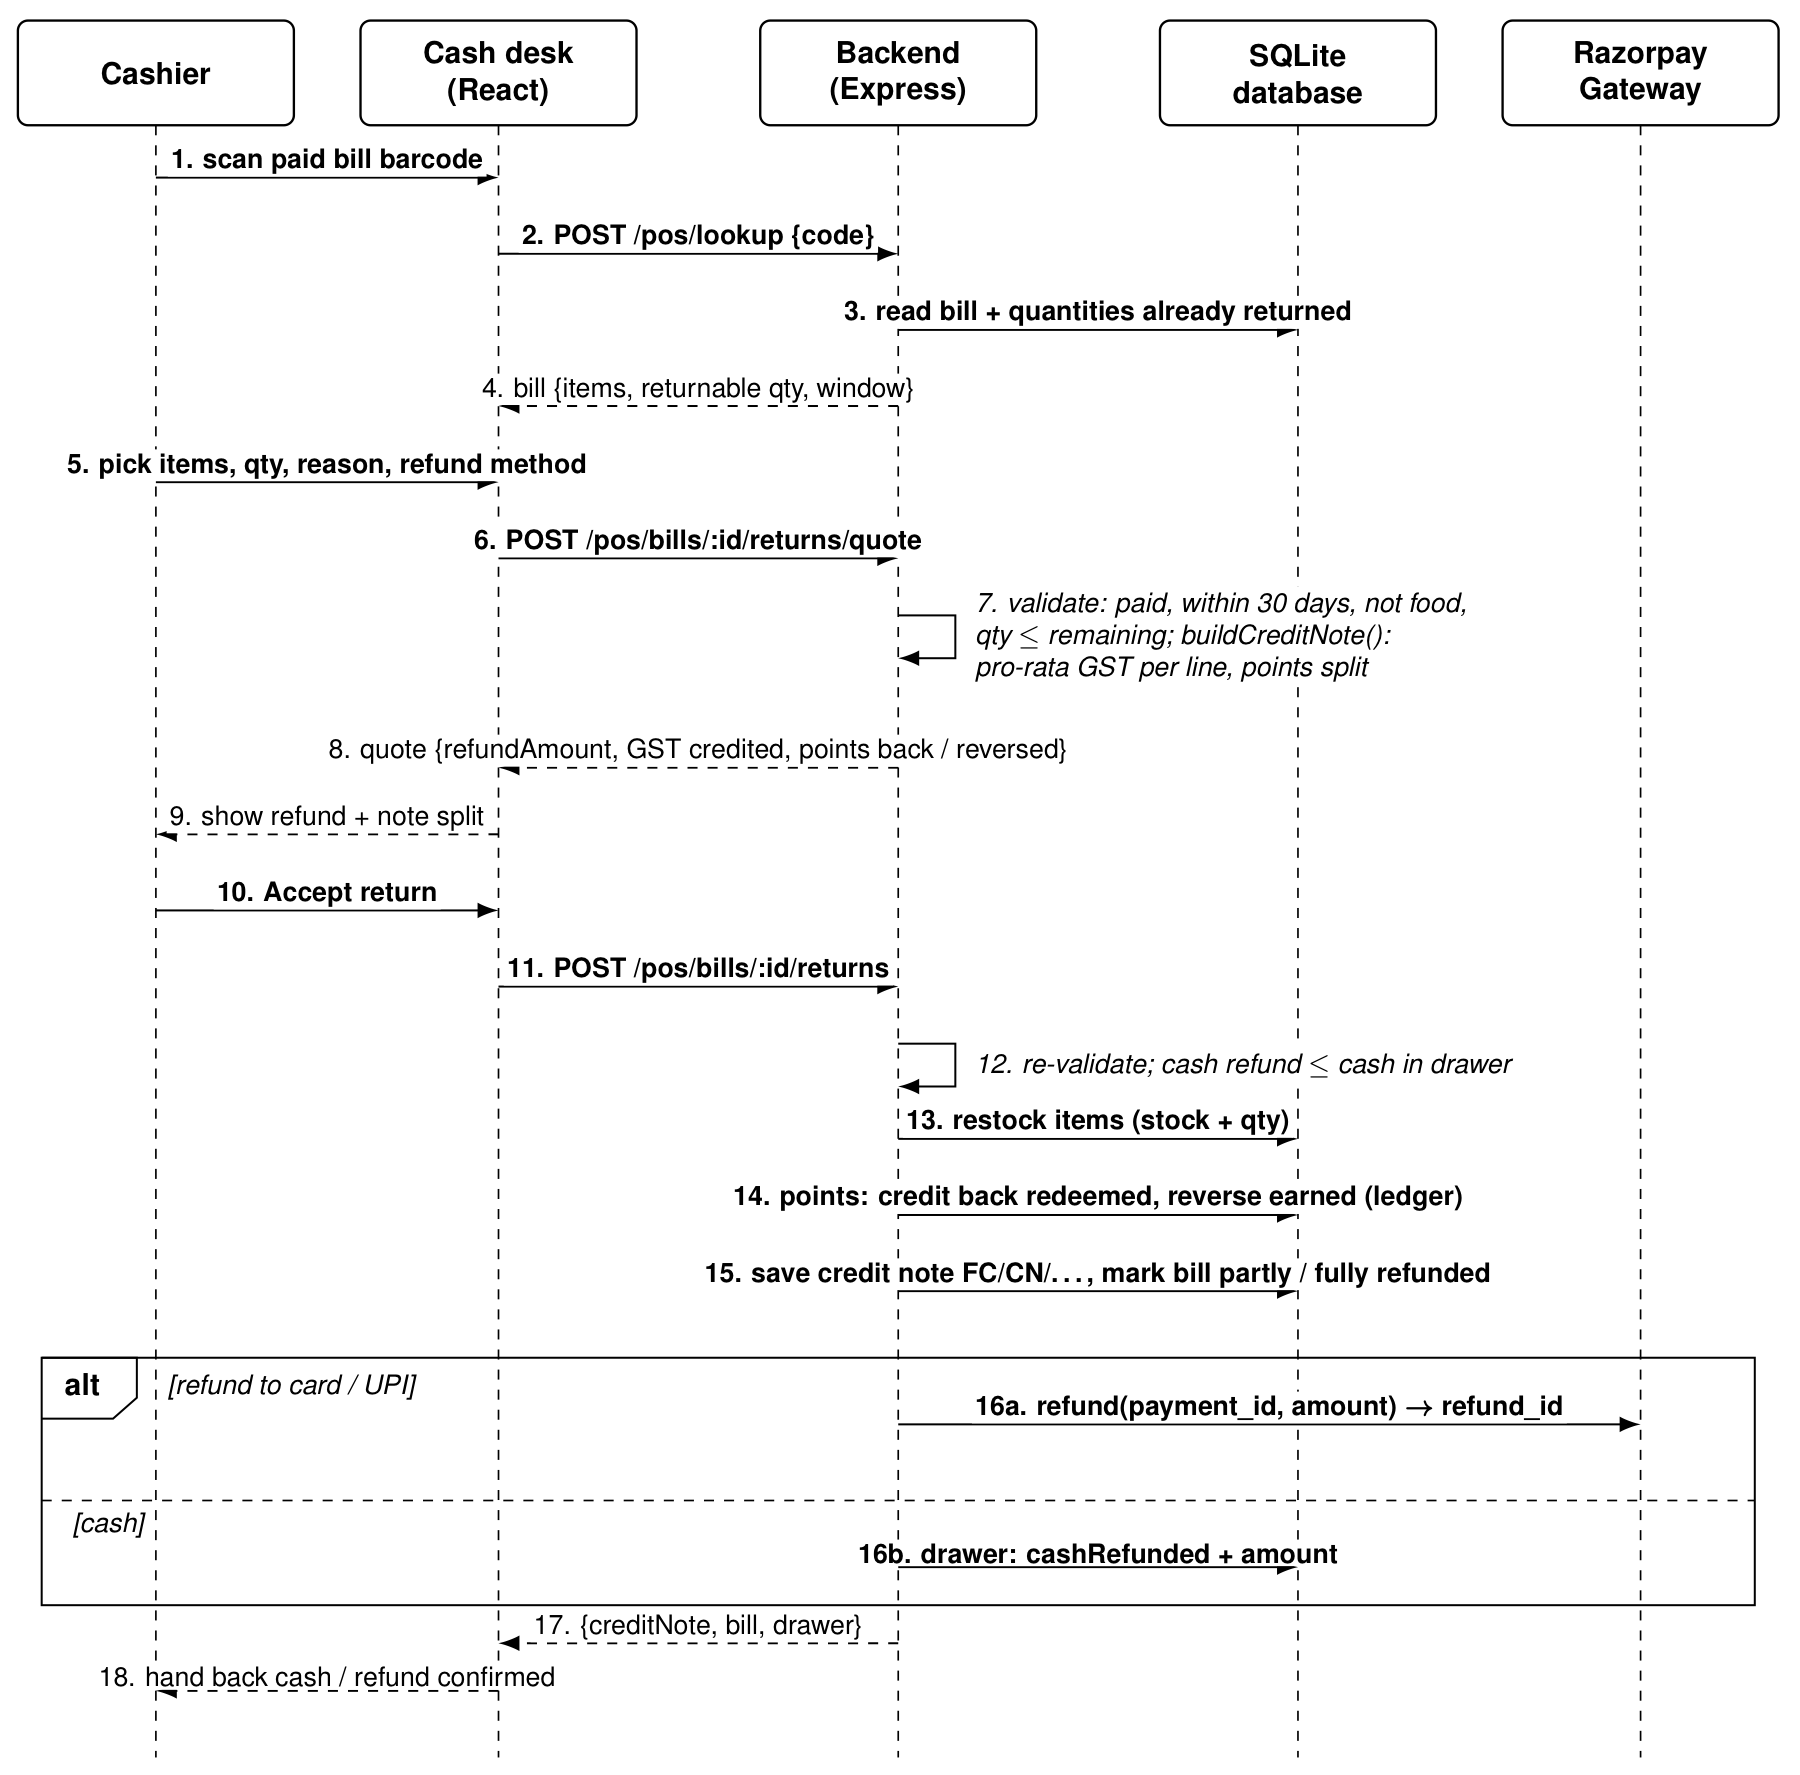 Cashier
Cash desk
(React)
Backend
(Express)
SQLite
database
Razorpay
Gateway
1. scan paid bill barcode
2. POST /pos/lookup {code}
3. read bill + quantities already returned
4. bill {items, returnable qty, window}
5. pick items, qty, reason, refund method
6. POST /pos/bills/:id/returns/quote
7. validate: paid, within 30 days, not food,
qty ≤ remaining; buildCreditNote():
pro-rata GST per line, points split
8. quote {refundAmount, GST credited, points back / reversed}
9. show refund + note split
10. Accept return
11. POST /pos/bills/:id/returns
12. re-validate; cash refund ≤ cash in drawer
13. restock items (stock + qty)
14. points: credit back redeemed, reverse earned (ledger)
15. save credit note FC/CN/..., mark bill partly / fully refunded
alt
[refund to card / UPI]
16a. refund(payment_id, amount) → refund_id
[cash]
16b. drawer: cashRefunded + amount
17. {creditNote, bill, drawer}
18. hand back cash / refund confirmed